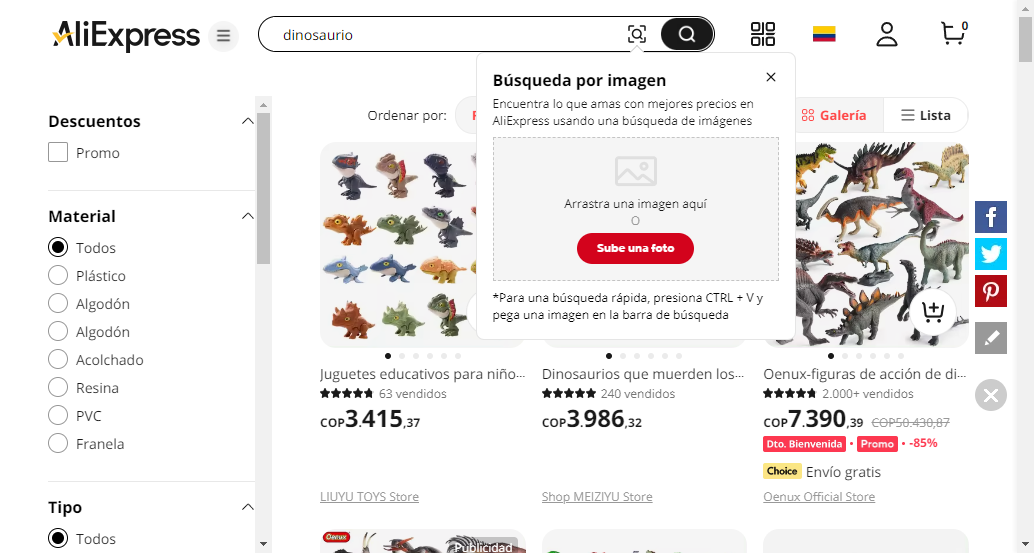 AliExpress
dinosaurio
0
Búsqueda por imagen
Encuentra lo que amas con mejores precios en
AliExpress usando una búsqueda de imágenes
Arrastra una imagen aquí
O
Sube una foto
*Para una búsqueda rápida, presiona CTRL + V y
pega una imagen en la barra de búsqueda
Descuentos
Promo
Material
Todos
Plástico
Algodón
Algodón
Acolchado
Resina
PVC
Franela
Tipo
Todos
Ordenar por:
Galería
Lista
Juguetes educativos para niño...
63 vendidos
COP3.415,37
LIUYU TOYS Store
Dinosaurios que muerden los...
240 vendidos
COP3.986,32
Shop MEIZIYU Store
Oenux-figuras de acción de di...
2.000+ vendidos
COP7.390,39 COP50.430,87
Dto. Bienvenida • Promo • -85%
Choice Envío gratis
Oenux Official Store
Oenux
Publicidad